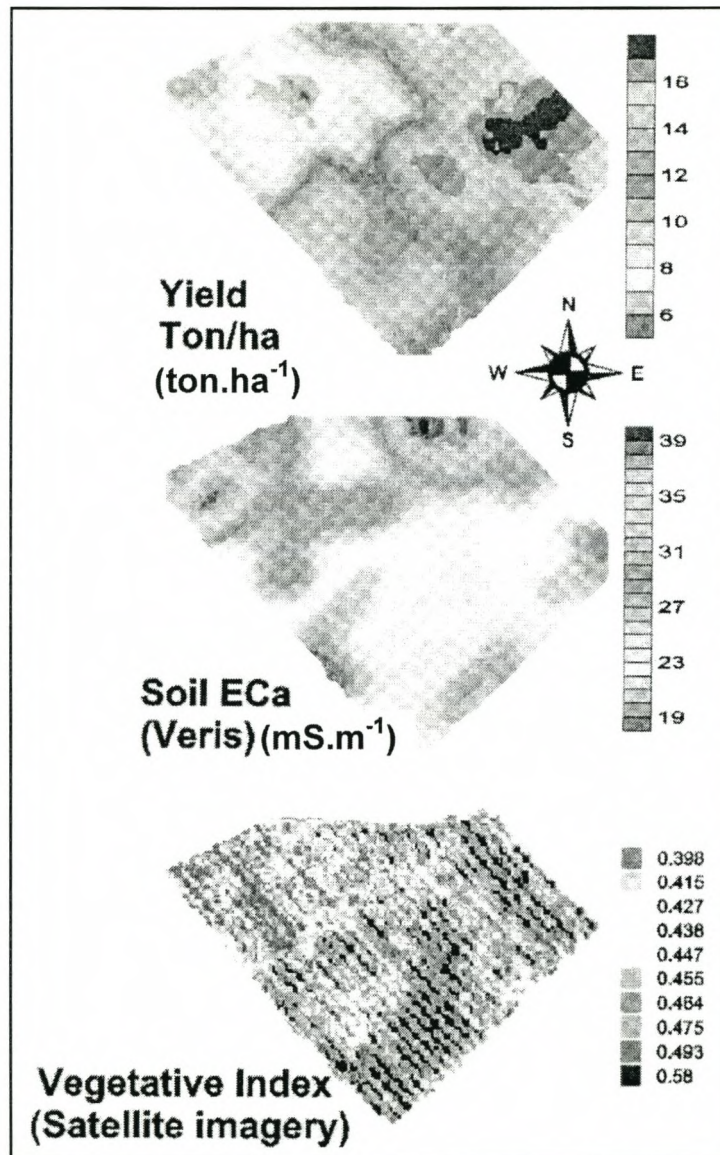 16
14
12
10
8
6
Yield
Ton/ha
(ton.ha⁻¹)
N
W E
S
39
35
31
27
23
19
Soil ECa
(Veris) (mS.m⁻¹)
0.398
0.415
0.427
0.438
0.447
0.455
0.464
0.475
0.493
0.58
Vegetative Index
(Satellite imagery)